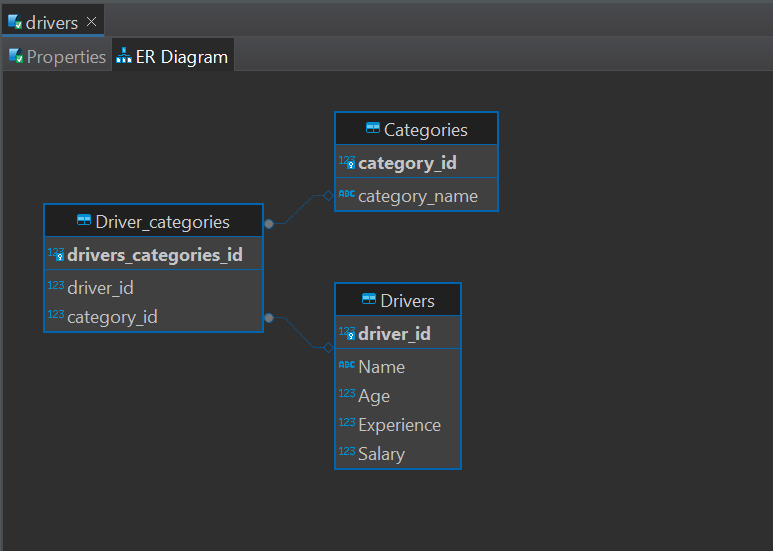 drivers
Properties
ER Diagram
Categories
123 category_id
ABC category_name
Driver_categories
123 drivers_categories_id
123 driver_id
123 category_id
Drivers
123 driver_id
ABC Name
123 Age
123 Experience
123 Salary